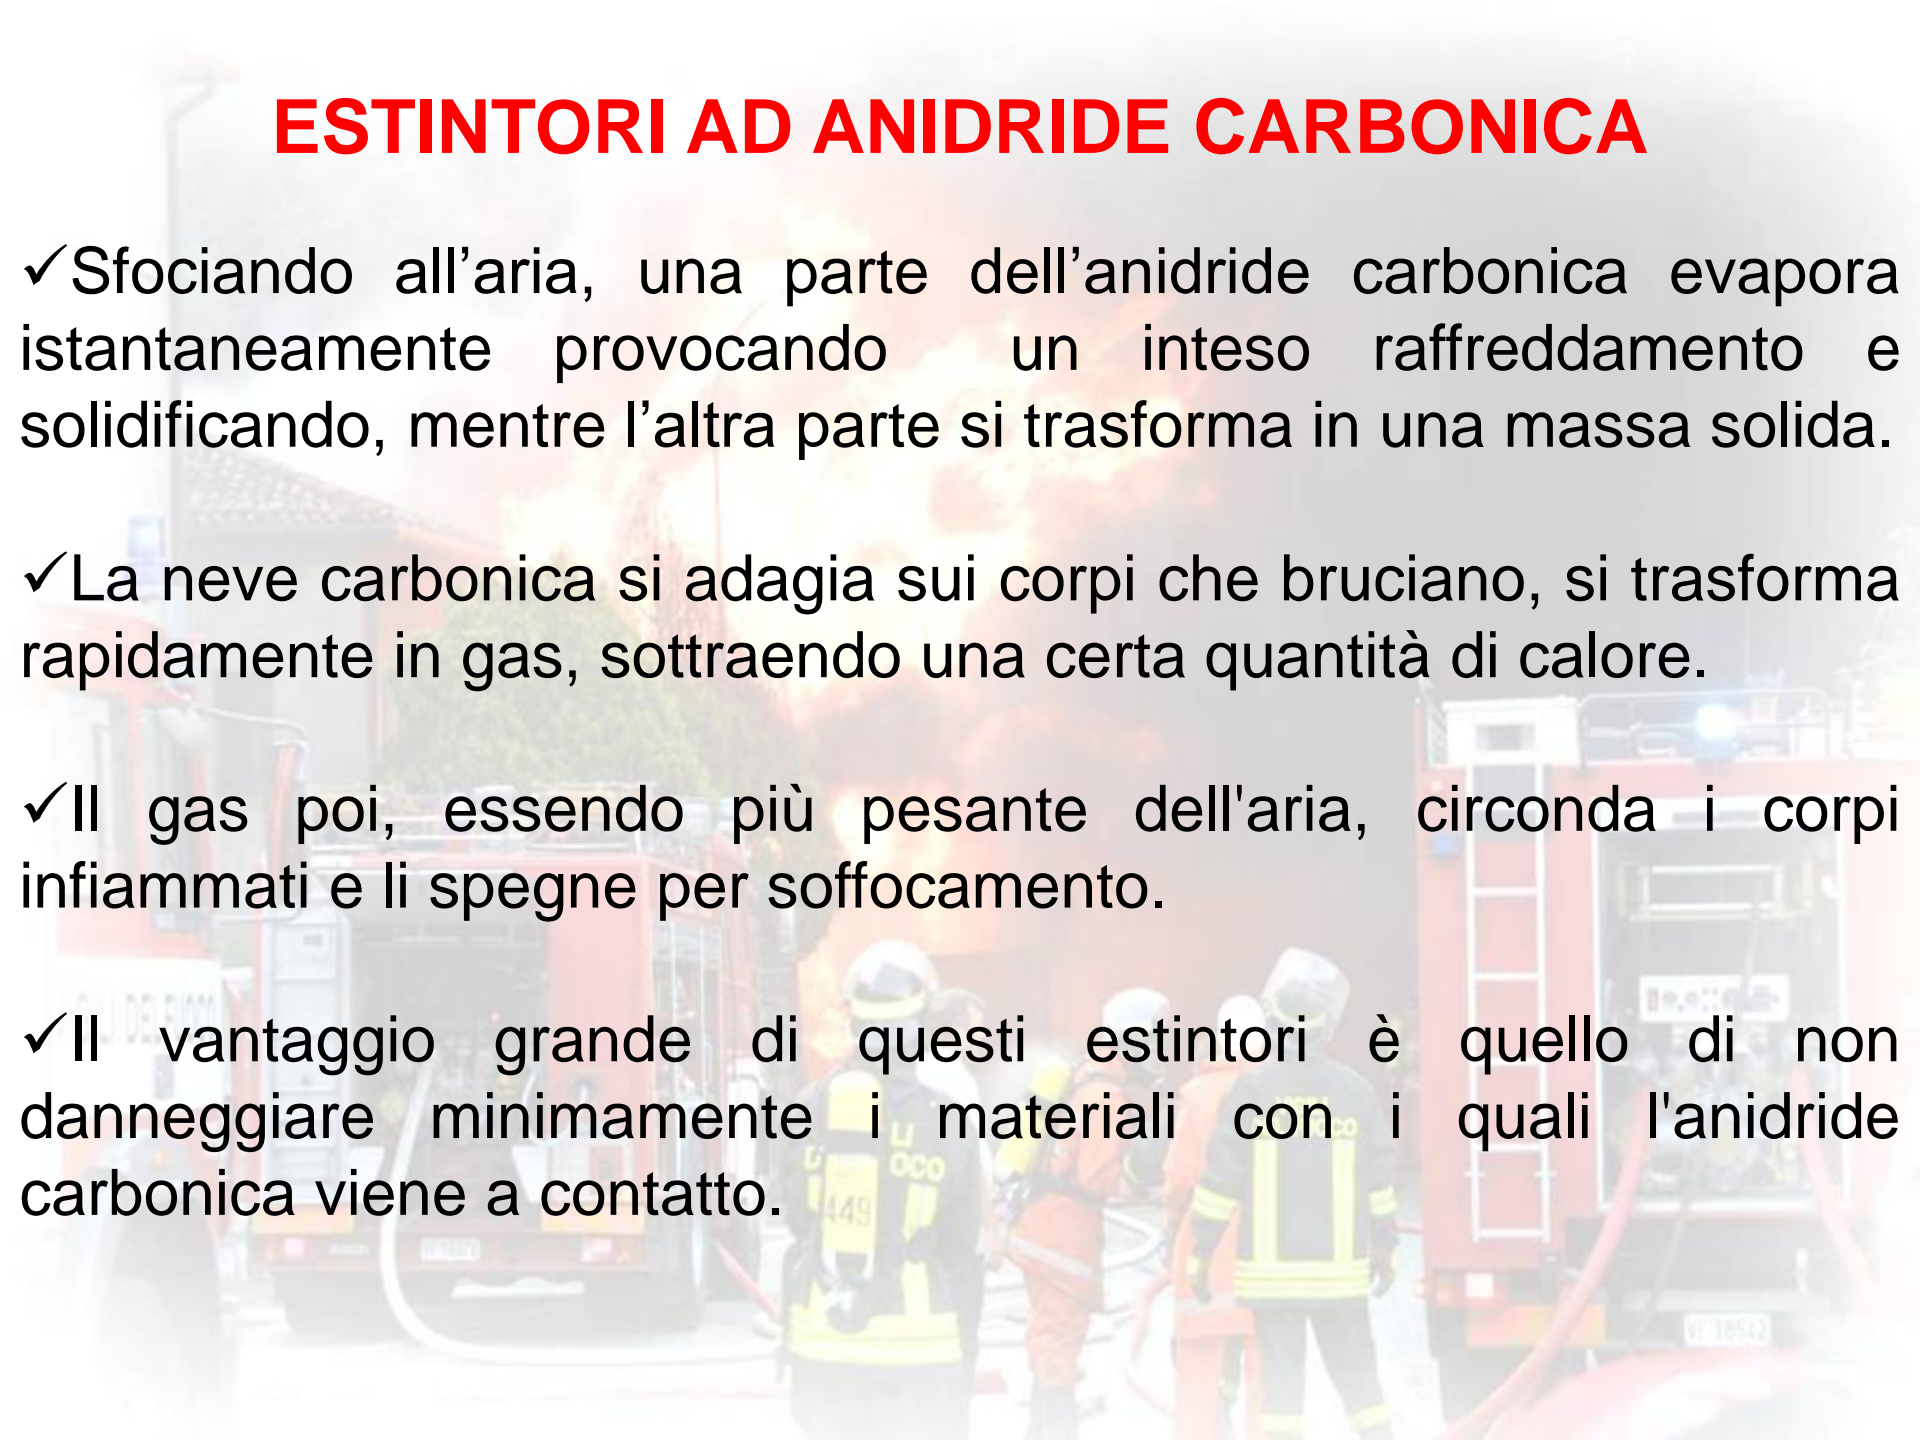 ESTINTORI AD ANIDRIDE CARBONICA
✓Sfociando all’aria, una parte dell’anidride carbonica evapora
istantaneamente provocando un inteso raffreddamento e
solidificando, mentre l’altra parte si trasforma in una massa solida.
✓La neve carbonica si adagia sui corpi che bruciano, si trasforma
rapidamente in gas, sottraendo una certa quantità di calore.
✓Il gas poi, essendo più pesante dell'aria, circonda i corpi
infiammati e li spegne per soffocamento.
✓Il vantaggio grande di questi estintori è quello di non
danneggiare minimamente i materiali con i quali l'anidride
carbonica viene a contatto.
449